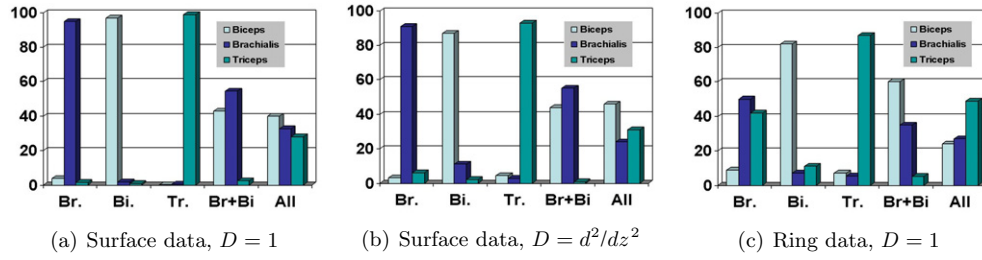 100
80
60
40
20
0
Biceps
Brachialis
Triceps
Br. Bi. Tr. Br+Bi All
(a) Surface data, D = 1
100
80
60
40
20
0
Biceps
Brachialis
Triceps
Br. Bi. Tr. Br+Bi All
(b) Surface data, D = d²/dz²
100
80
60
40
20
0
Biceps
Brachialis
Triceps
Br. Bi. Tr. Br+Bi All
(c) Ring data, D = 1